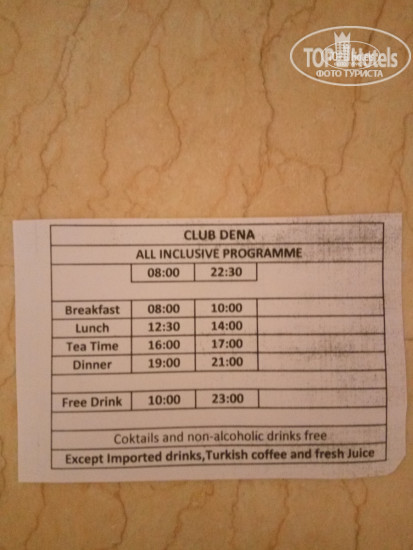 TOP Hotels
ФОТО ТУРИСТА
CLUB DENA
ALL INCLUSIVE PROGRAMME
08:00 22:30
Breakfast 08:00 10:00
Lunch 12:30 14:00
Tea Time 16:00 17:00
Dinner 19:00 21:00
Free Drink 10:00 23:00
Coktails and non-alcoholic drinks free
Except Imported drinks,Turkish coffee and fresh Juice